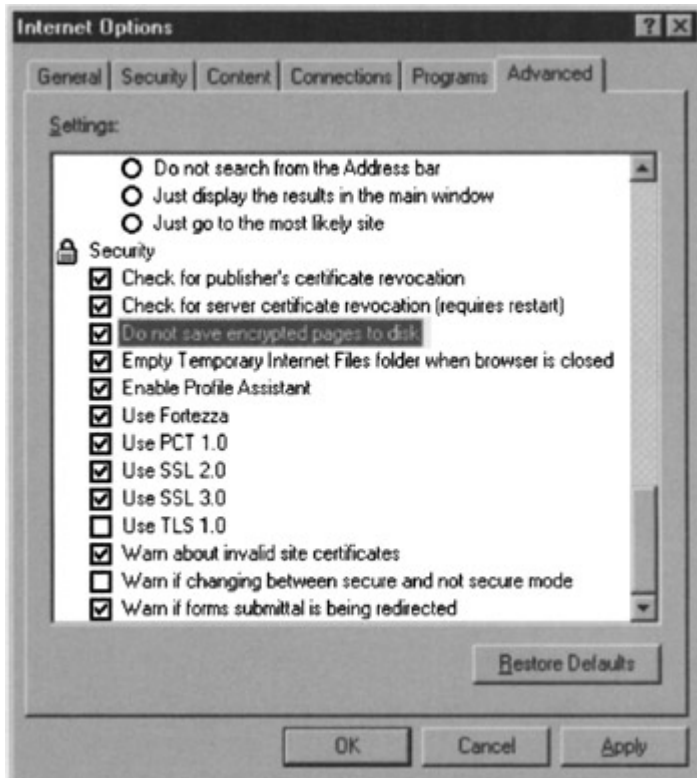 Internet Options
General Security Content Connections Programs Advanced
Settings:
Do not search from the Address bar
Just display the results in the main window
Just go to the most likely site
Security
Check for publisher's certificate revocation
Check for server certificate revocation (requires restart)
Do not save encrypted pages to disk
Empty Temporary Internet Files folder when browser is closed
Enable Profile Assistant
Use Fortezza
Use PCT 1.0
Use SSL 2.0
Use SSL 3.0
Use TLS 1.0
Warn about invalid site certificates
Warn if changing between secure and not secure mode
Warn if forms submittal is being redirected
Restore Defaults
OK Cancel Apply